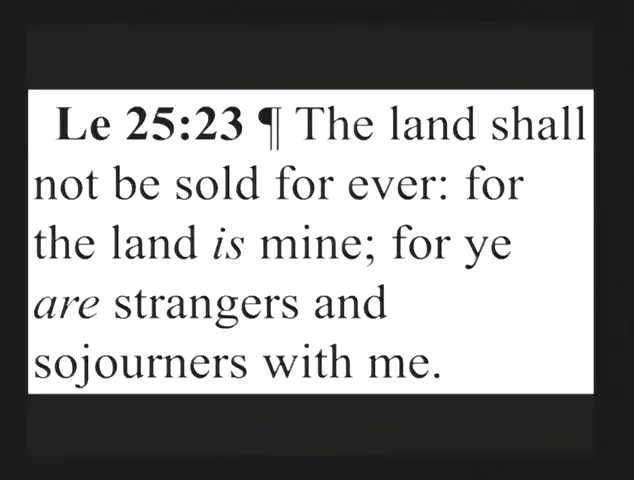 Le 25:23 ¶ The land shall
not be sold for ever: for
the land is mine; for ye
are strangers and
sojourners with me.